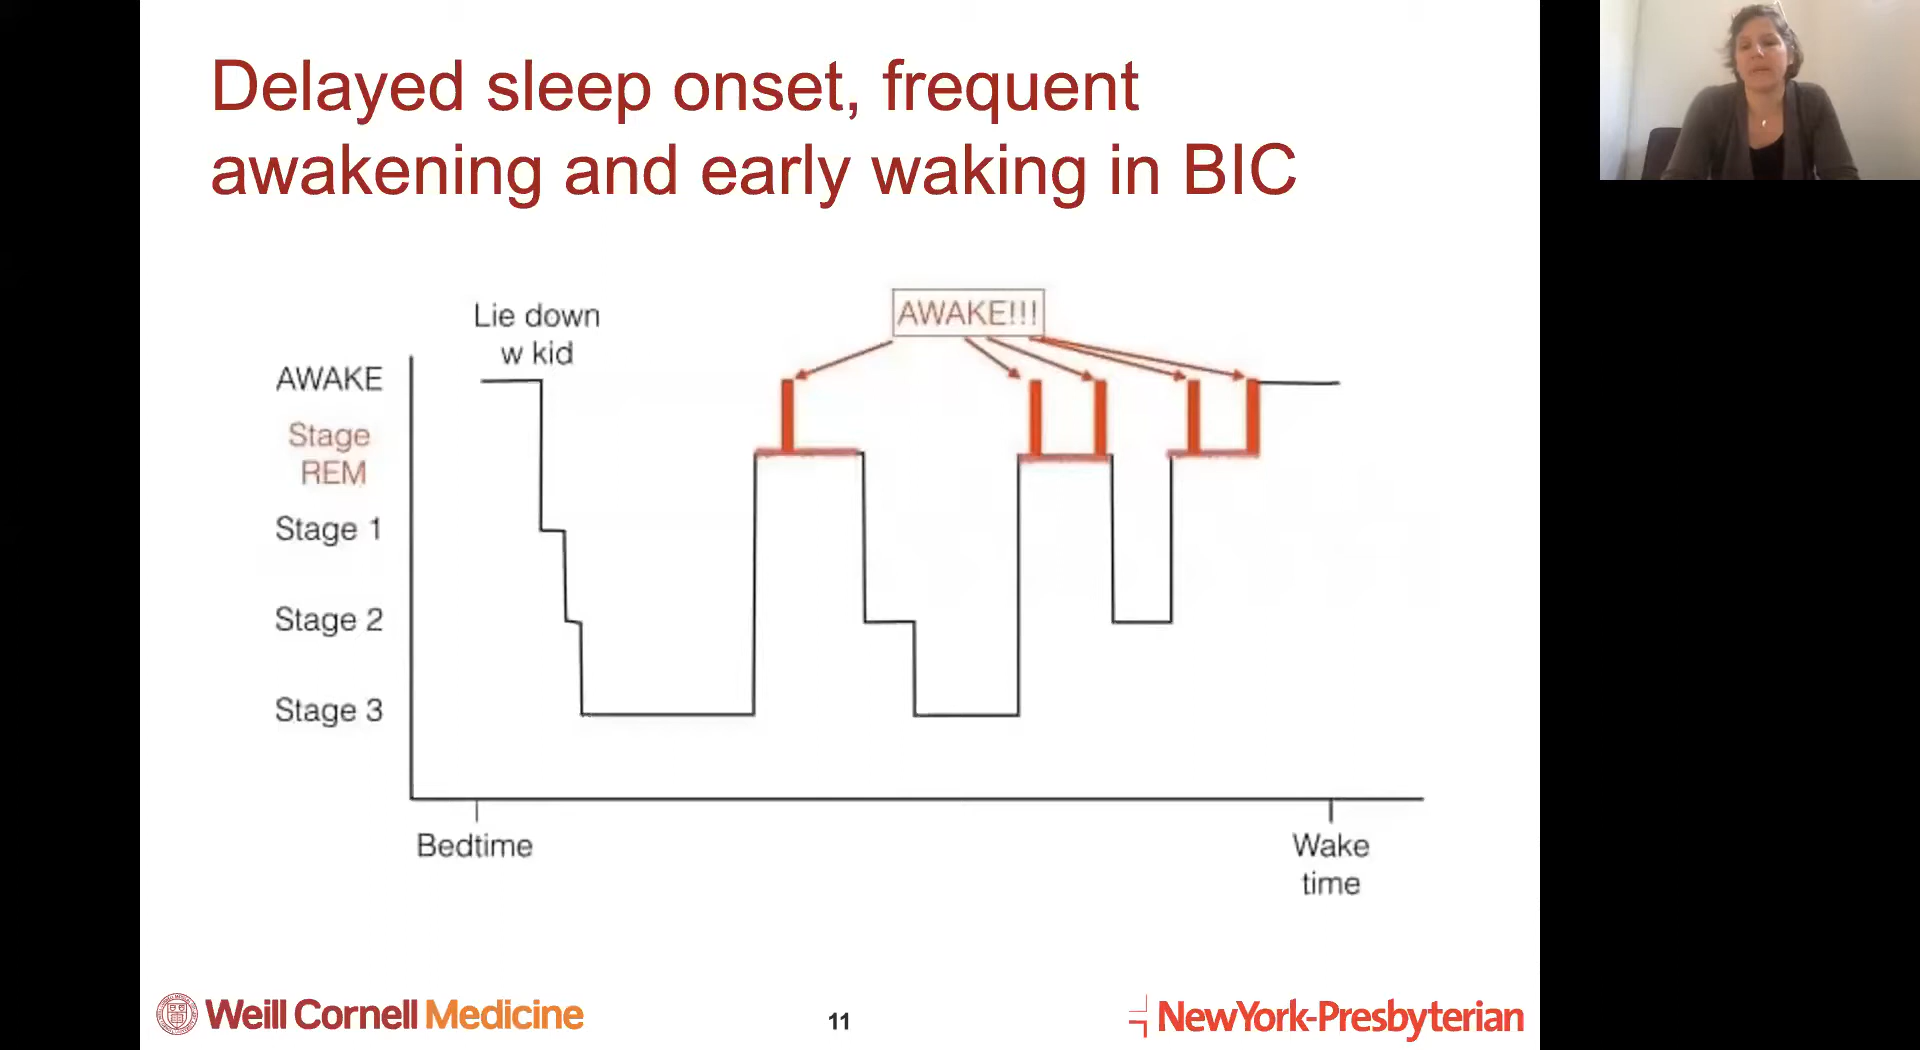 Delayed sleep onset, frequent
awakening and early waking in BIC
Lie down
w kid
AWAKE!!!
AWAKE
Stage
REM
Stage 1
Stage 2
Stage 3
Bedtime
Wake
time
Weill Cornell Medicine
11
NewYork-Presbyterian